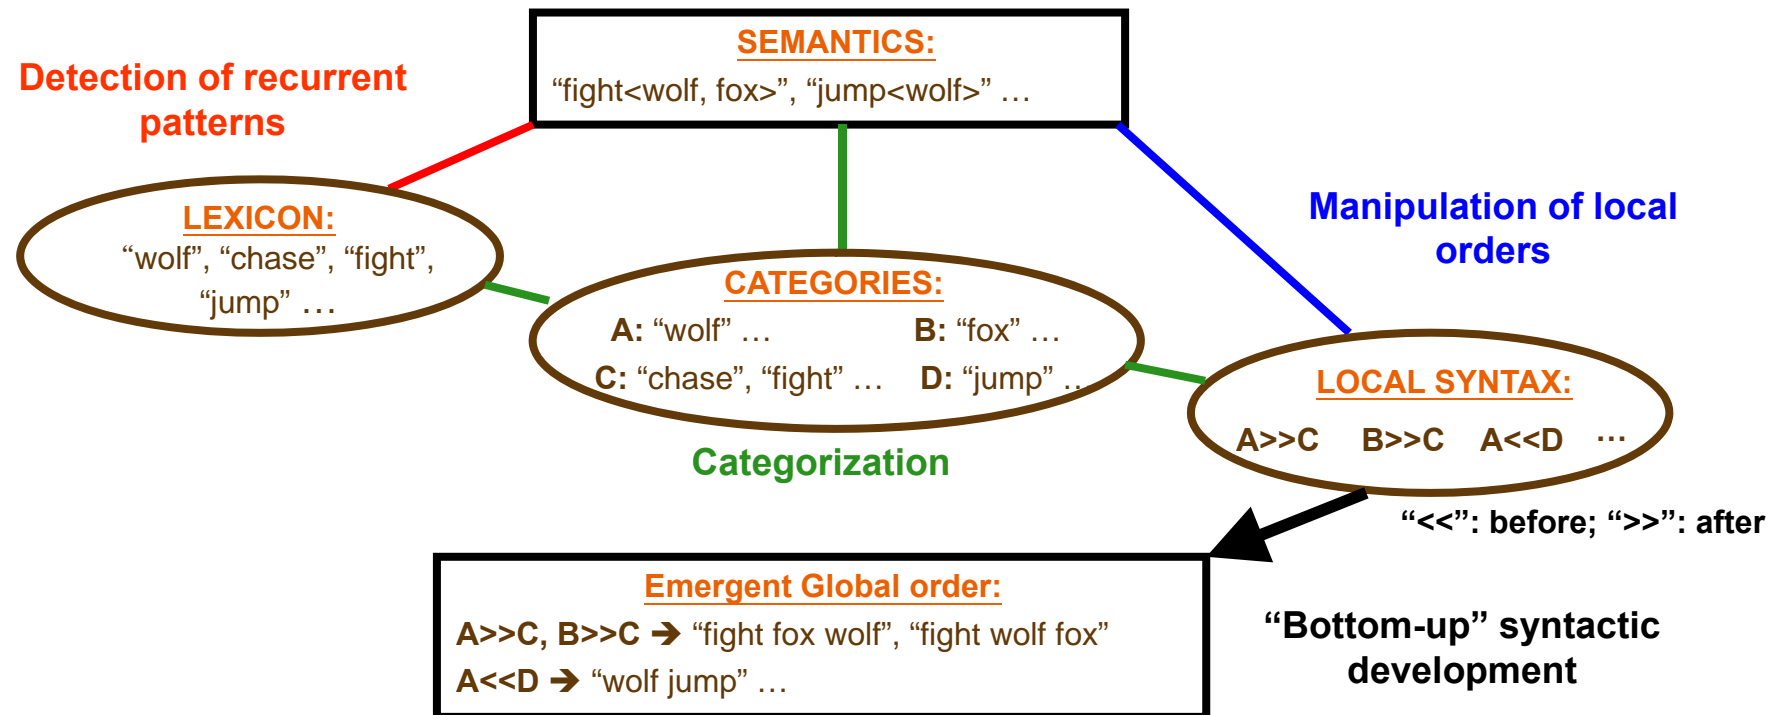 SEMANTICS:
“fight<wolf, fox>”, “jump<wolf>” …
Detection of recurrent
patterns
LEXICON:
“wolf”, “chase”, “fight”,
“jump” …
Manipulation of local
orders
CATEGORIES:
A: “wolf” … B: “fox” …
C: “chase”, “fight” … D: “jump” …
Categorization
LOCAL SYNTAX:
A>>C B>>C A<<D …
“<<”: before; “>>”: after
Emergent Global order:
A>>C, B>>C ➔ “fight fox wolf”, “fight wolf fox”
A<<D ➔ “wolf jump” …
“Bottom-up” syntactic
development